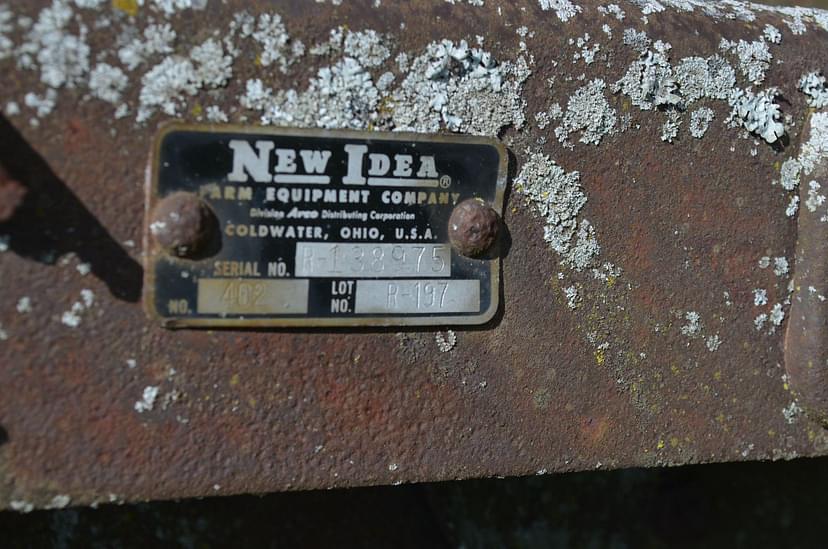 NEW IDEA ®
FARM EQUIPMENT COMPANY
Division Avco Distributing Corporation
COLDWATER, OHIO, U.S.A.
SERIAL NO. R-138975
NO. 402 LOT NO. R-197